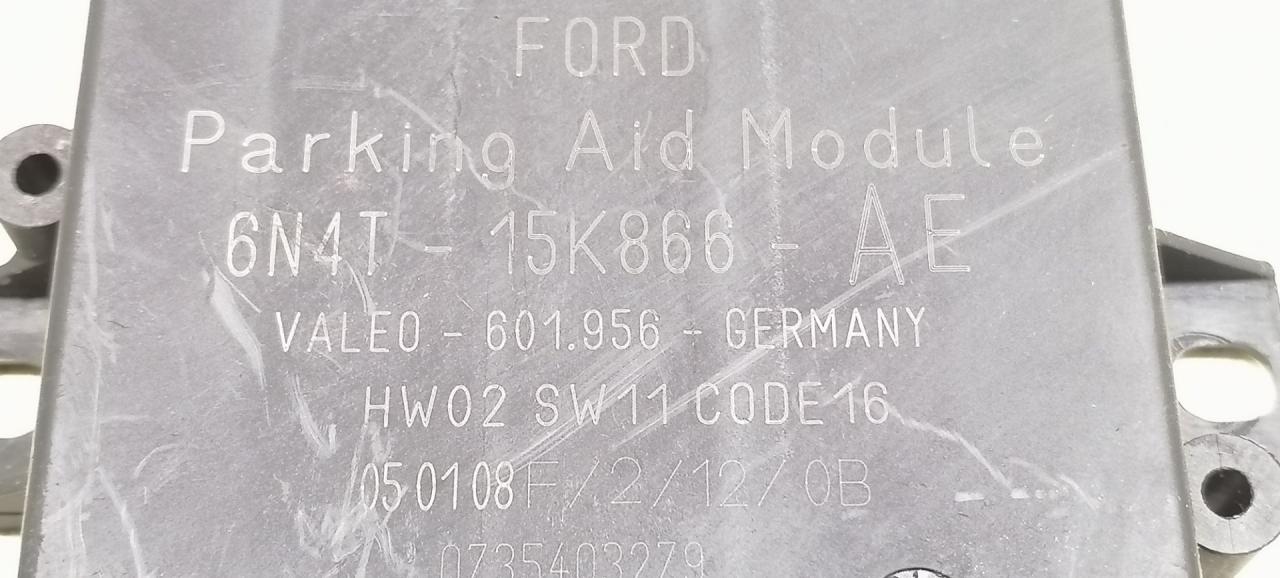 FORD
Parking Aid Module
6N4T - 15K866 - AE
VALEO - 601.956 - GERMANY
HW02 SW11 CODE16
050108F/2/12/0B
0735403279